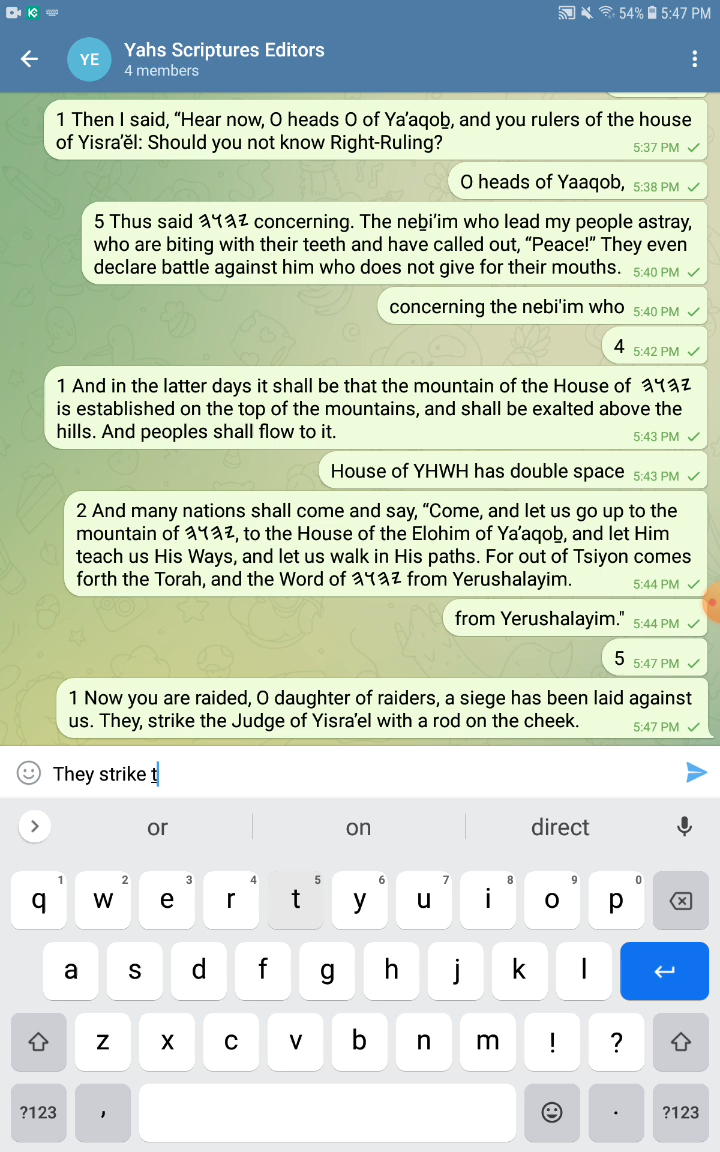 54% 5:47 PM
YE
Yahs Scriptures Editors
4 members
1 Then I said, “Hear now, O heads O of Ya’aqoḇ, and you rulers of the house
of Yisra’ěl: Should you not know Right-Ruling?
5:37 PM
O heads of Yaaqob,
5:38 PM
5 Thus said 𐤉𐤄𐤅𐤄 concerning. The neḇi’im who lead my people astray,
who are biting with their teeth and have called out, “Peace!” They even
declare battle against him who does not give for their mouths.
5:40 PM
concerning the nebi'im who
5:40 PM
4
5:42 PM
1 And in the latter days it shall be that the mountain of the House of  𐤉𐤄𐤅𐤄
is established on the top of the mountains, and shall be exalted above the
hills. And peoples shall flow to it.
5:43 PM
House of YHWH has double space
5:43 PM
2 And many nations shall come and say, “Come, and let us go up to the
mountain of 𐤉𐤄𐤅𐤄, to the House of the Elohim of Ya’aqoḇ, and let Him
teach us His Ways, and let us walk in His paths. For out of Tsiyon comes
forth the Torah, and the Word of 𐤉𐤄𐤅𐤄 from Yerushalayim.
5:44 PM
from Yerushalayim."
5:44 PM
5
5:47 PM
1 Now you are raided, O daughter of raiders, a siege has been laid against
us. They, strike the Judge of Yisra’el with a rod on the cheek.
5:47 PM
They strike t
or on direct
1 2 3 4 5 6 7 8 9 0
q w e r t y u i o p
a s d f g h j k l
z x c v b n m ! ?
?123 , . ?123